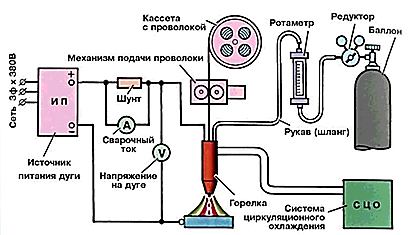 Кассета
с проволокой
Ротаметр
Редуктор
Баллон
Механизм подачи проволоки
Сеть 3ф x 380В
ИП
+
−
Шунт
А
Сварочный
ток
V
Рукав (шланг)
Источник
питания дуги
Напряжение
на дуге
Горелка
Система
циркуляционного
охлаждения
СЦО